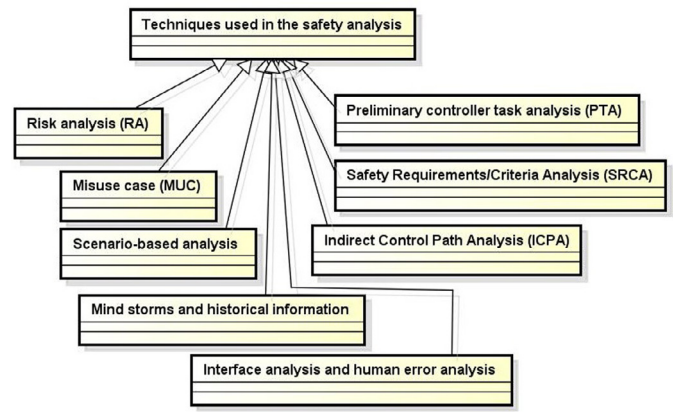 Techniques used in the safety analysis
Preliminary controller task analysis (PTA)
Risk analysis (RA)
Safety Requirements/Criteria Analysis (SRCA)
Misuse case (MUC)
Scenario-based analysis
Indirect Control Path Analysis (ICPA)
Mind storms and historical information
Interface analysis and human error analysis